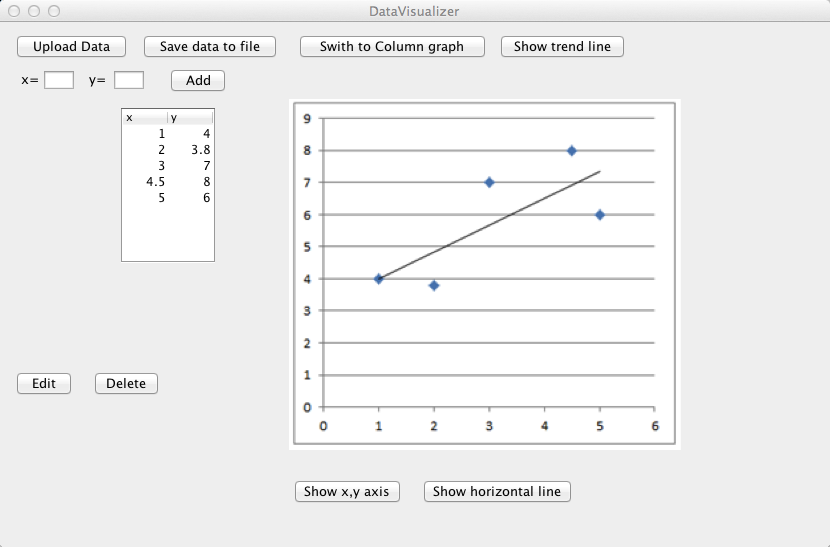 DataVisualizer
Upload Data Save data to file Swith to Column graph Show trend line
x= y= Add
x y
1 4
2 3.8
3 7
4.5 8
5 6
9
8
7
6
5
4
3
2
1
0
0 1 2 3 4 5 6
Edit Delete
Show x,y axis Show horizontal line